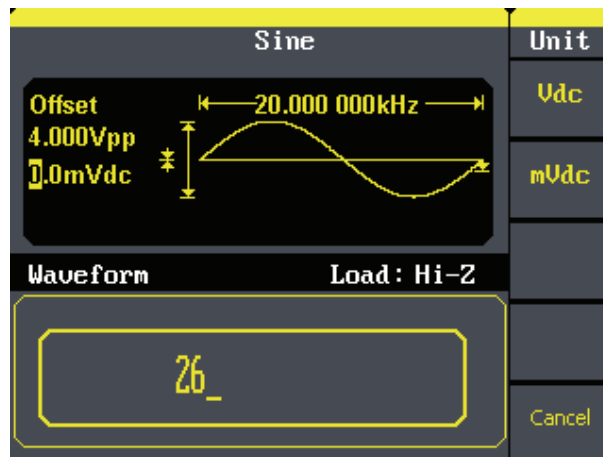 Sine
Unit
Offset
20.000 000kHz
Vdc
4.000Vpp
0.0mVdc
mVdc
Waveform
Load: Hi-Z
26_
Cancel